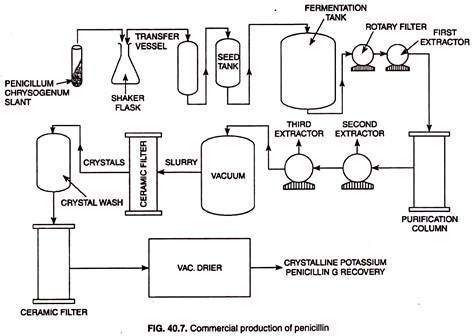 FERMENTATION
TANK
TRANSFER
VESSEL
ROTARY FILTER
FIRST
EXTRACTOR
SEED
TANK
PENICILLUM
CHRYSOGENUM
SLANT
SHAKER
FLASK
THIRD
EXTRACTOR
SECOND
EXTRACTOR
CRYSTALS
CERAMIC FILTER
SLURRY
VACUUM
PURIFICATION
COLUMN
CRYSTAL WASH
VAC. DRIER
CRYSTALLINE POTASSIUM
PENICILLIN G RECOVERY
CERAMIC FILTER
FIG. 40.7. Commercial production of penicillin